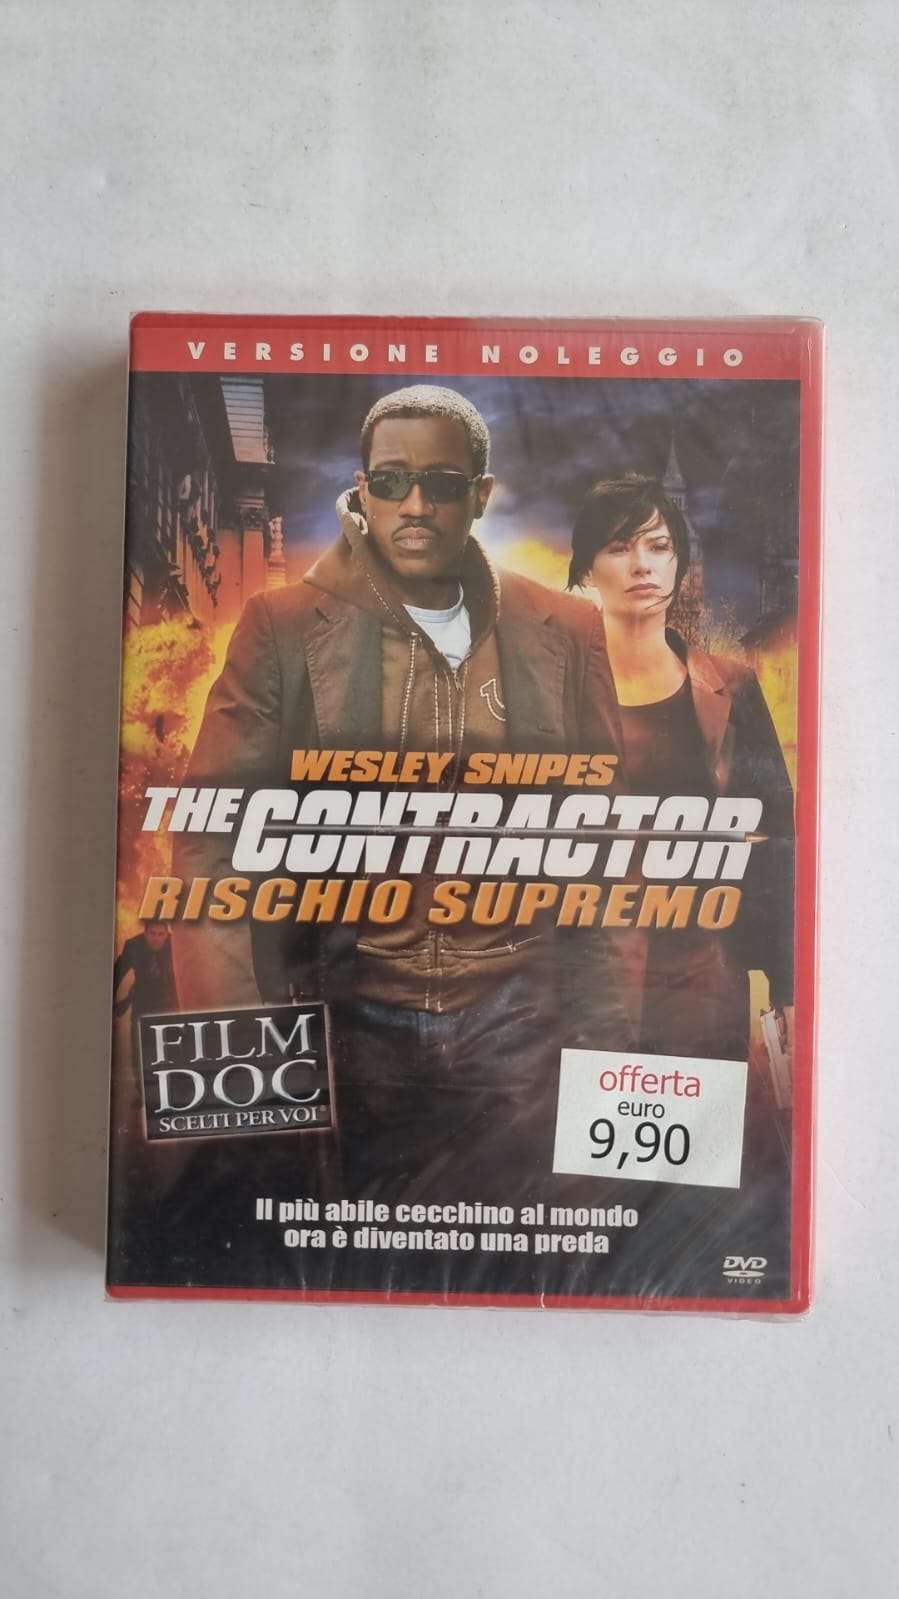 VERSIONE NOLEGGIO
WESLEY SNIPES
THE CONTRACTOR
RISCHIO SUPREMO
FILM
DOC
SCELTI PER VOI®
offerta
euro
9,90
Il più abile cecchino al mondo
ora è diventato una preda
DVD
VIDEO